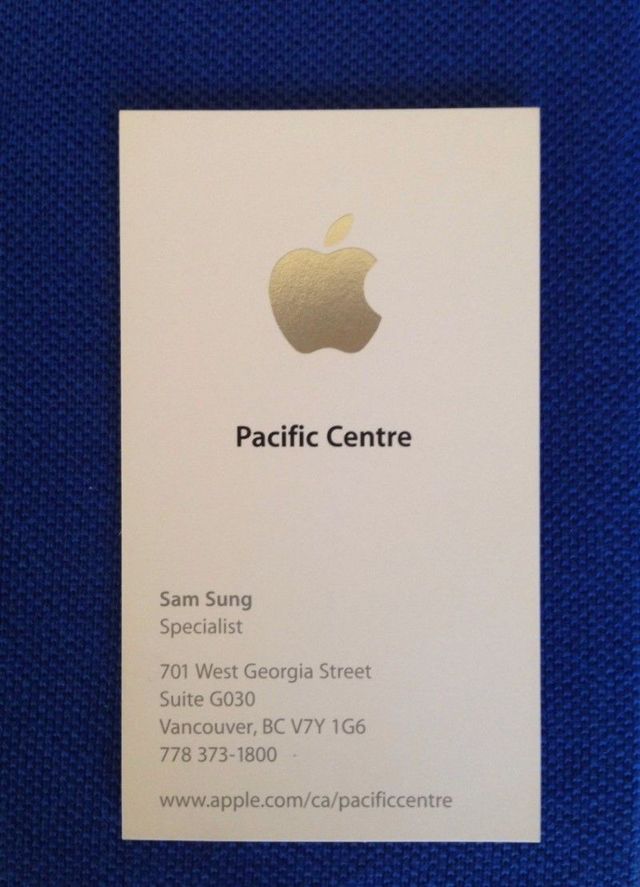 Pacific Centre
Sam Sung
Specialist
701 West Georgia Street
Suite G030
Vancouver, BC V7Y 1G6
778 373-1800
www.apple.com/ca/pacificcentre